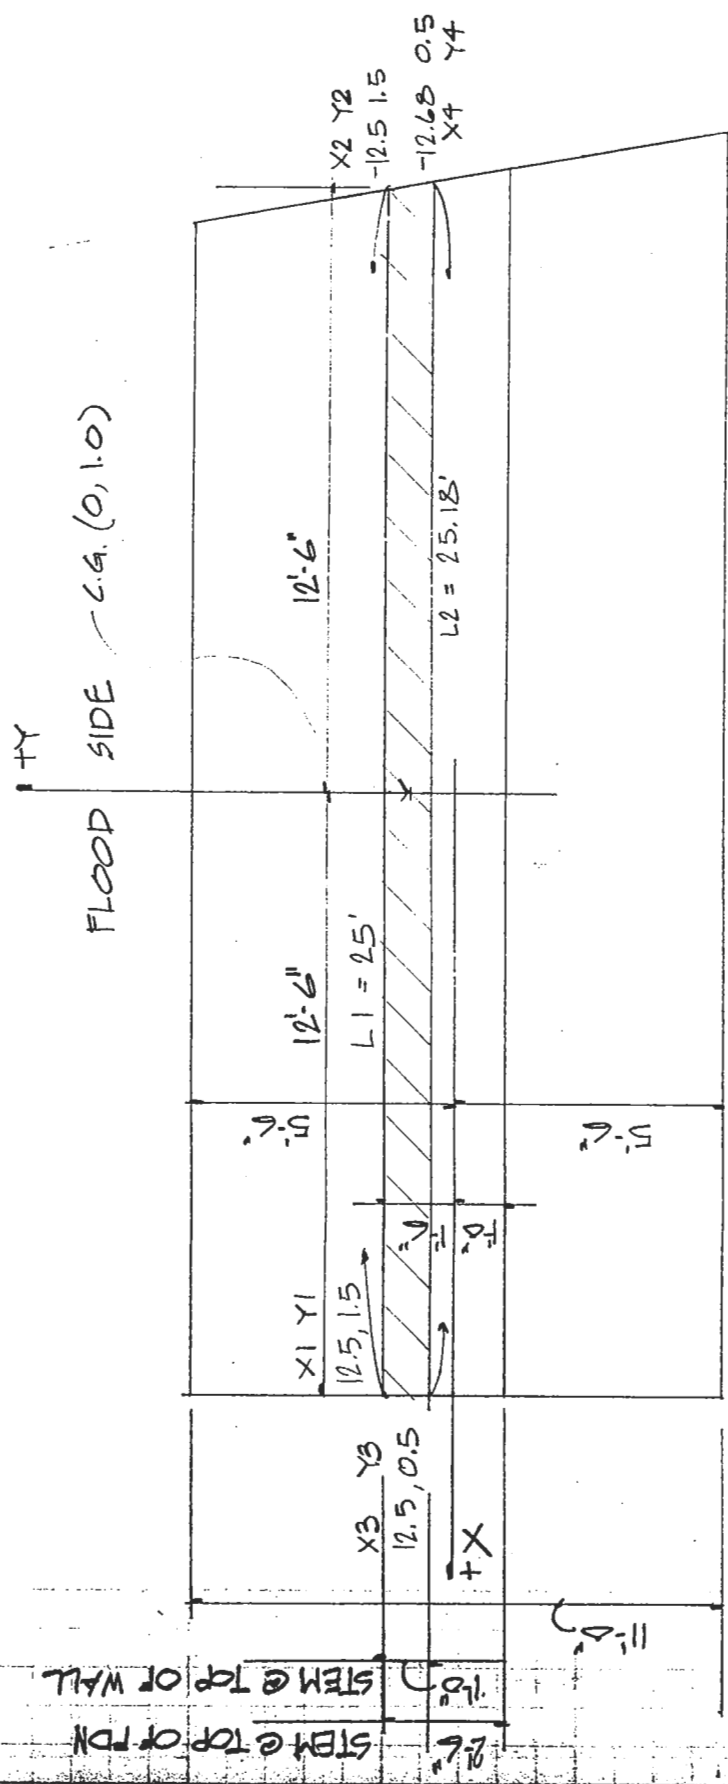 +Y
FLOOD SIDE C.G. (0, 1.0)
X2 Y2
-12.5 1.5
-12.68 0.5
X4 Y4
12'-6"
12'-6"
L1 = 25'
L2 = 25.18'
5'-6"
5'-6"
1'-0"
X1 Y1
12.5, 1.5
X3 Y3
12.5, 0.5
+X
11'-0"
1'-0"
STEM @ TOP OF WALL
2'-6"
STEM @ TOP OF FDN